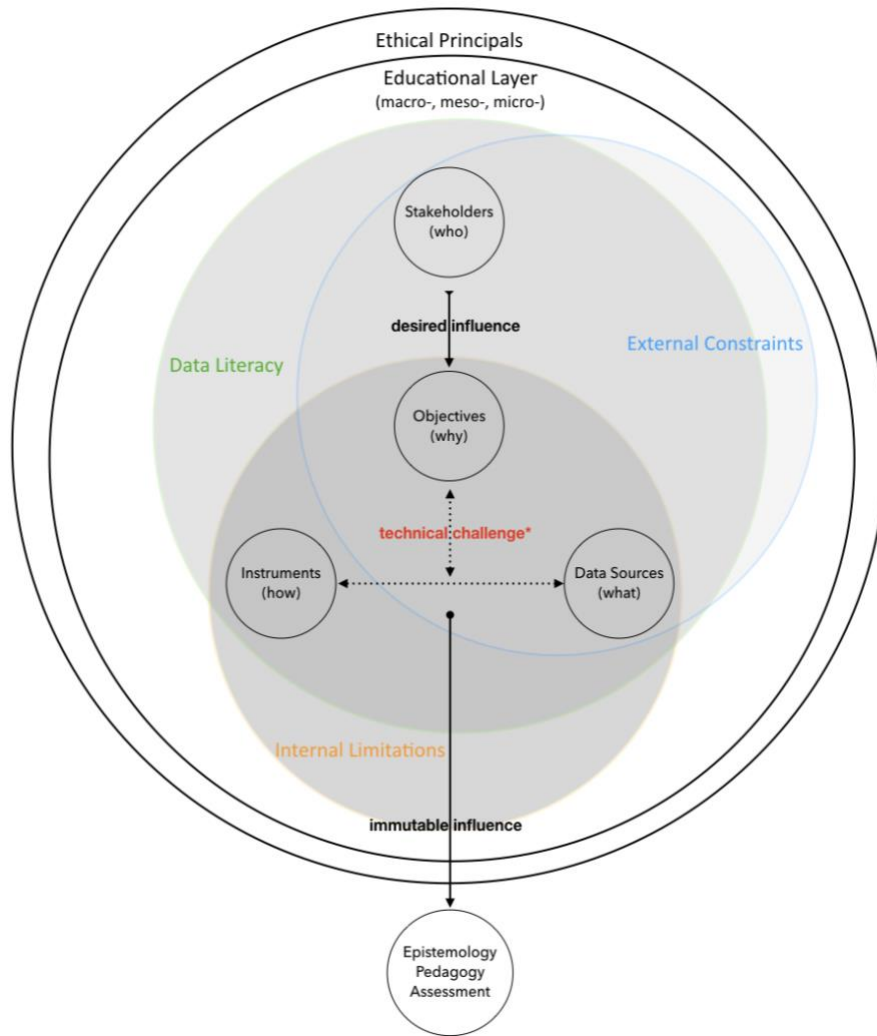 Ethical Principals
Educational Layer
(macro-, meso-, micro-)
Stakeholders
(who)
desired influence
External Constraints
Data Literacy
Objectives
(why)
technical challenge*
Instruments
(how)
Data Sources
(what)
Internal Limitations
immutable influence
Epistemology
Pedagogy
Assessment